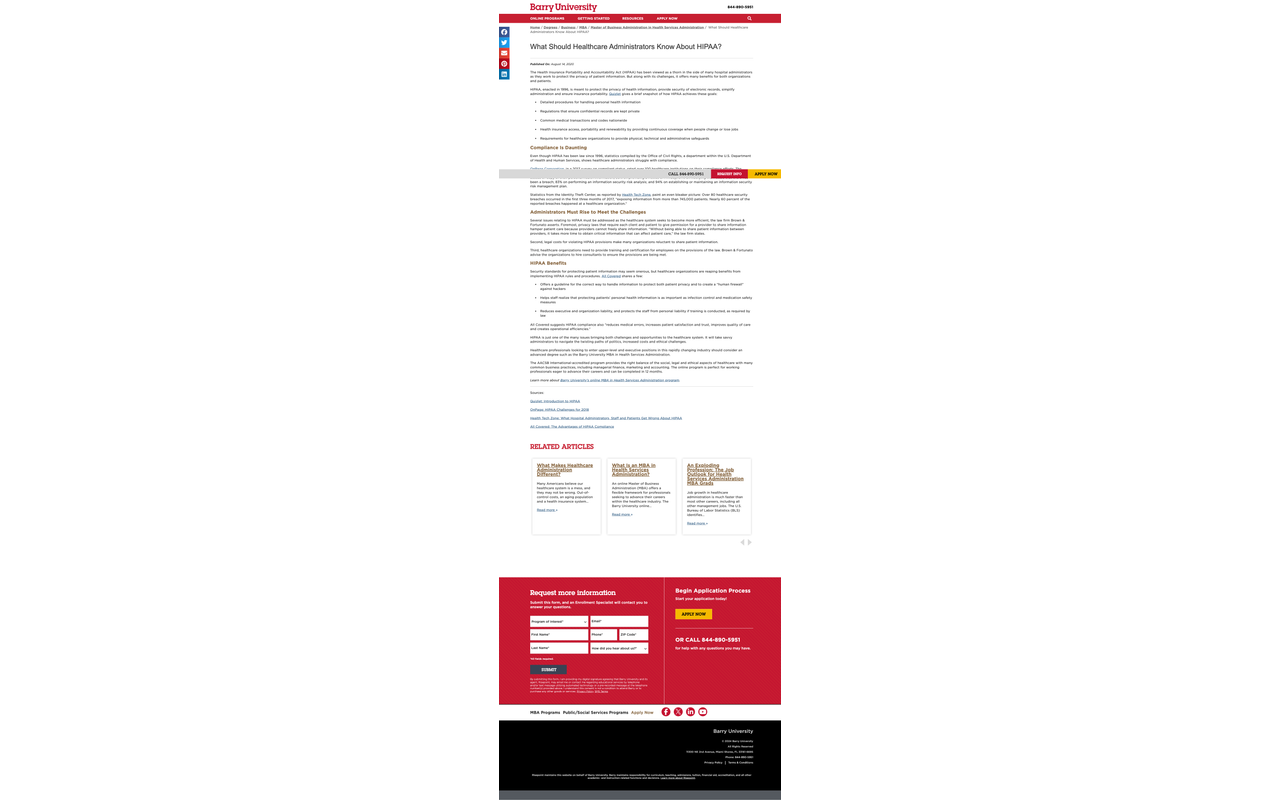 Barry University
844-890-5951
ONLINE PROGRAMS GETTING STARTED RESOURCES APPLY NOW
Home / Degrees / Business / MBA / Master of Business Administration in Health Services Administration / What Should Healthcare
Administrators Know About HIPAA?
What Should Healthcare Administrators Know About HIPAA?
Published On: August 18, 2020
The Health Insurance Portability and Accountability Act (HIPAA) has been viewed as a thorn in the side of many hospital administrators
as they work to protect the privacy of patient information. But along with its challenges, it offers many benefits for both organizations
and patients.
HIPAA, enacted in 1996, is meant to protect the privacy of health information, provide security of electronic records, simplify
administration and ensure insurance portability. Quizlet gives a brief snapshot of how HIPAA achieves these goals:
• Detailed procedures for handling personal health information
• Regulations that ensure confidential records are kept private
• Common medical transactions and codes nationwide
• Health insurance access, portability and renewability by providing continuous coverage when people change or lose jobs
• Requirements for healthcare organizations to provide physical, technical and administrative safeguards
Compliance Is Daunting
Even though HIPAA has been law since 1996, statistics compiled by the Office of Civil Rights, a department within the U.S. Department
of Health and Human Services, shows healthcare administrators struggle with compliance.
CALL 844-890-5951 REQUEST INFO APPLY NOW
been a breach, 83% on performing an information security risk analysis, and 94% on establishing or maintaining an information security
risk management plan.
Statistics from the Identity Theft Center, as reported by Health Tech Zone, paint an even bleaker picture. Over 80 healthcare security
breaches occurred in the first three months of 2017, "exposing information from more than 745,000 patients. Nearly 60 percent of the
reported breaches happened at a healthcare organization."
Administrators Must Rise to Meet the Challenges
Several issues relating to HIPAA must be addressed as the healthcare system seeks to become more efficient, the law firm Brown &
Fortunato asserts. Foremost, privacy laws that require each client and patient to give permission for a provider to share information
hamper patient care because providers cannot freely share information. "Without being able to share patient information between
providers, it takes more time to obtain critical information that can affect patient care," the law firm states.
Second, legal costs for violating HIPAA provisions make many organizations reluctant to share patient information.
Third, healthcare organizations need to provide training and certification for employees on the provisions of the law. Brown & Fortunato
advise the organizations to hire consultants to ensure the provisions are being met.
HIPAA Benefits
Security standards for protecting patient information may seem onerous, but healthcare organizations are reaping benefits from
implementing HIPAA rules and procedures. All Covered shares a few:
• Offers a guideline for the correct way to handle information to protect both patient privacy and to create a "human firewall"
against hackers
• Helps staff realize that protecting patients' personal health information is as important as infection control and medication safety
measures
• Reduces executive and organization liability, and protects the staff from personal liability if training is conducted, as required by
law
All Covered suggests HIPAA compliance also "reduces medical errors, increases patient satisfaction and trust, improves quality of care
and creates operational efficiencies."
HIPAA is just one of the many issues bringing both challenges and opportunities to the healthcare system. It will take savvy
administrators to navigate the twisting paths of politics, increased costs and ethical challenges.
Healthcare professionals looking to enter upper-level and executive positions in this rapidly changing industry should consider an
advanced degree such as the Barry University MBA in Health Services Administration.
The AACSB International-accredited program provides the right balance of the social, legal and ethical aspects of healthcare with many
common business practices, including managerial finance, marketing and accounting. The online program is perfect for working
professionals eager to advance their careers and can be completed in 12 months.
Learn more about Barry University's online MBA in Health Services Administration program.
Sources:
Quizlet: Introduction to HIPAA
OnPage: HIPAA Challenges for 2018
Health Tech Zone: What Hospital Administrators, Staff and Patients Get Wrong About HIPAA
All Covered: The Advantages of HIPAA Compliance
RELATED ARTICLES
What Makes Healthcare
Administration
Different?
Many Americans believe our
healthcare system is a mess, and
they may not be wrong. Out-of-
control costs, an aging population
and a health insurance system...
Read more >
What is an MBA in
Health Services
Administration?
An online Master of Business
Administration (MBA) offers a
flexible framework for professionals
seeking to advance their careers
within the healthcare industry. The
Barry University online...
Read more >
An Exploding
Profession: The Job
Outlook for Health
Services Administration
MBA Grads
Job growth in healthcare
administration is much faster than
most other careers, including all
other management jobs. The U.S.
Bureau of Labor Statistics (BLS)
identifies...
Read more >
Request more information
Submit this form, and an Enrollment Specialist will contact you to
answer your questions.
Program of Interest* Email*
First Name* Phone* ZIP Code*
Last Name* How did you hear about us?*
*All fields required.
SUBMIT
Begin Application Process
Start your application today!
APPLY NOW
OR CALL 844-890-5951
for help with any questions you may have.
MBA Programs Public/Social Services Programs Apply Now
Barry University
All Rights Reserved
Privacy Policy | Terms & Conditions